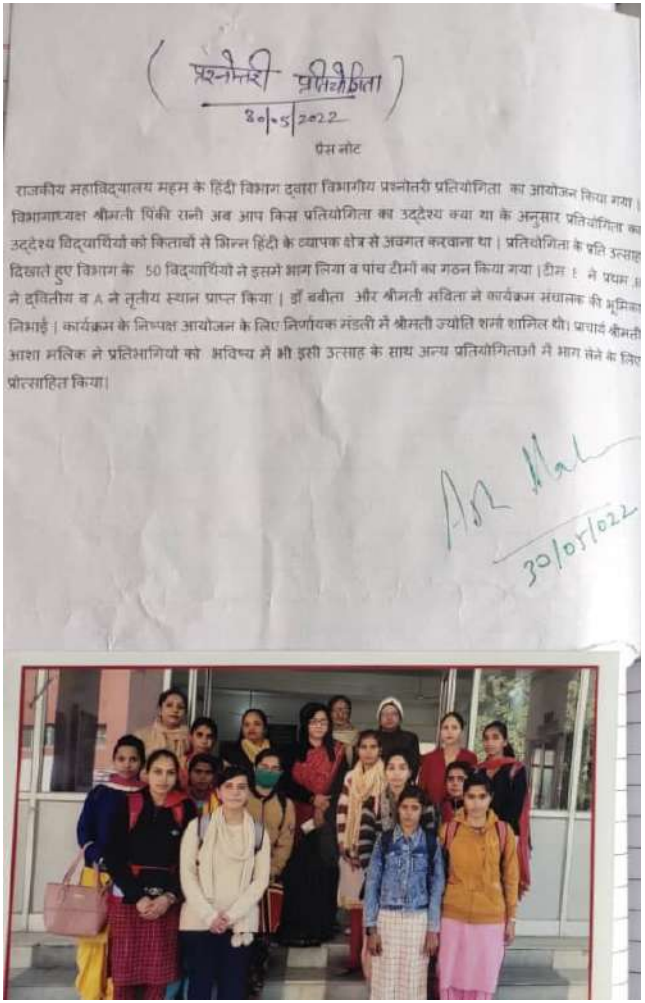 ( प्रश्नोत्तरी प्रतियोगिता )
30/05/2022
प्रेस नोट
राजकीय महाविद्यालय महम के हिंदी विभाग द्वारा विभागीय प्रश्नोत्तरी प्रतियोगिता का आयोजन किया गया |
विभागाध्यक्ष श्रीमती पिंकी रानी अब आप किस प्रतियोगिता का उद्देश्य क्या था के अनुसार प्रतियोगिता का
उद्देश्य विद्यार्थियों को किताबों से भिन्न हिंदी के व्यापक क्षेत्र से अवगत करवाना था | प्रतियोगिता के प्रति उत्साह
दिखाते हुए विभाग के 50 विद्यार्थियों ने इसमें भाग लिया व पांच टीमों का गठन किया गया |टीम E ने प्रथम ,B
ने द्वितीय व A ने तृतीय स्थान प्राप्त किया | डॉ बबीता और श्रीमती सविता ने कार्यक्रम संचालक की भूमिका
निभाई | कार्यक्रम के निष्पक्ष आयोजन के लिए निर्णायक मंडली में श्रीमती ज्योति शर्मा शामिल थी| प्राचार्य श्रीमती
आशा मलिक ने प्रतिभागियों को भविष्य में भी इसी उत्साह के साथ अन्य प्रतियोगिताओं में भाग लेने के लिए
प्रोत्साहित किया|
30/05/022